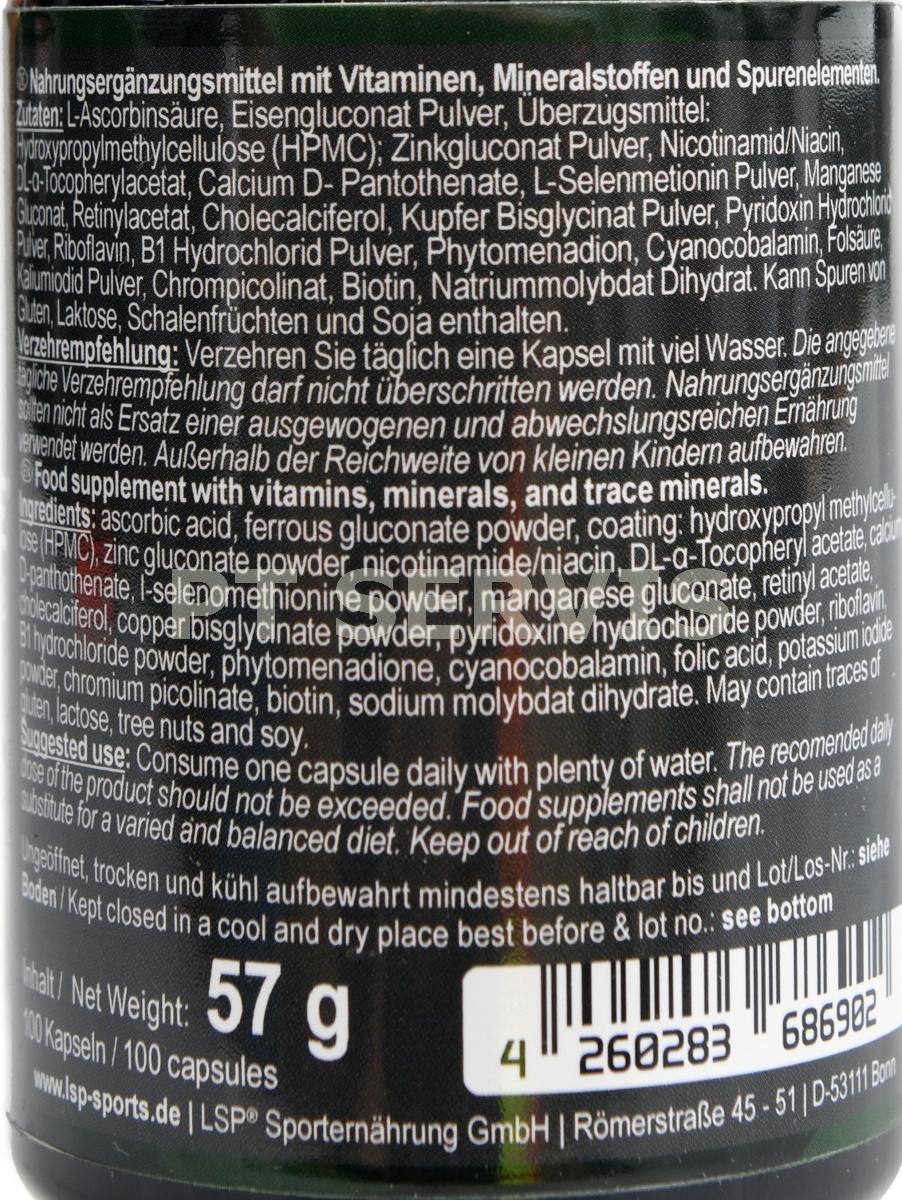 DE Nahrungsergänzungsmittel mit Vitaminen, Mineralstoffen und Spurenelementen.
Zutaten: L-Ascorbinsäure, Eisengluconat Pulver, Überzugsmittel:
Hydroxypropylmethylcellulose (HPMC); Zinkgluconat Pulver, Nicotinamid/Niacin,
DL-α-Tocopherylacetat, Calcium D- Pantothenate, L-Selenmetionin Pulver, Manganese
Gluconat, Retinylacetat, Cholecalciferol, Kupfer Bisglycinat Pulver, Pyridoxin Hydrochlorid
Pulver, Riboflavin, B1 Hydrochlorid Pulver, Phytomenadion, Cyanocobalamin, Folsäure,
Kaliumiodid Pulver, Chrompicolinat, Biotin, Natriummolybdat Dihydrat. Kann Spuren von
Gluten, Laktose, Schalenfrüchten und Soja enthalten.
Verzehrempfehlung: Verzehren Sie täglich eine Kapsel mit viel Wasser. Die angegebene
tägliche Verzehrempfehlung darf nicht überschritten werden. Nahrungsergänzungsmittel
sollten nicht als Ersatz einer ausgewogenen und abwechslungsreichen Ernährung
verwendet werden. Außerhalb der Reichweite von kleinen Kindern aufbewahren.
Food supplement with vitamins, minerals, and trace minerals.
Ingredients: ascorbic acid, ferrous gluconate powder, coating: hydroxypropyl methylcellu-
lose (HPMC), zinc gluconate powder, nicotinamide/niacin, DL-α-Tocopheryl acetate, calcium
D-panthothenate, l-selenomethionine powder, manganese gluconate, retinyl acetate,
PT SERVIS
cholecalciferol, copper bisglycinate powder, pyridoxine hydrochloride powder, riboflavin,
B1 hydrochloride powder, phytomenadione, cyanocobalamin, folic acid, potassium iodide
powder, chromium picolinate, biotin, sodium molybdat dihydrate. May contain traces of
gluten, lactose, tree nuts and soy.
Suggested use: Consume one capsule daily with plenty of water. The recomended daily
dose of the product should not be exceeded. Food supplements shall not be used as a
substitute for a varied and balanced diet. Keep out of reach of children.
Ungeöffnet, trocken und kühl aufbewahrt mindestens haltbar bis und Lot/Los-Nr.: siehe
Boden / Kept closed in a cool and dry place best before & lot no.: see bottom
Inhalt / Net Weight: 57 g
100 Kapseln / 100 capsules
4 260283 686902
www.lsp-sports.de | LSP® Sporternährung GmbH | Römerstraße 45 - 51 | D-53111 Bonn